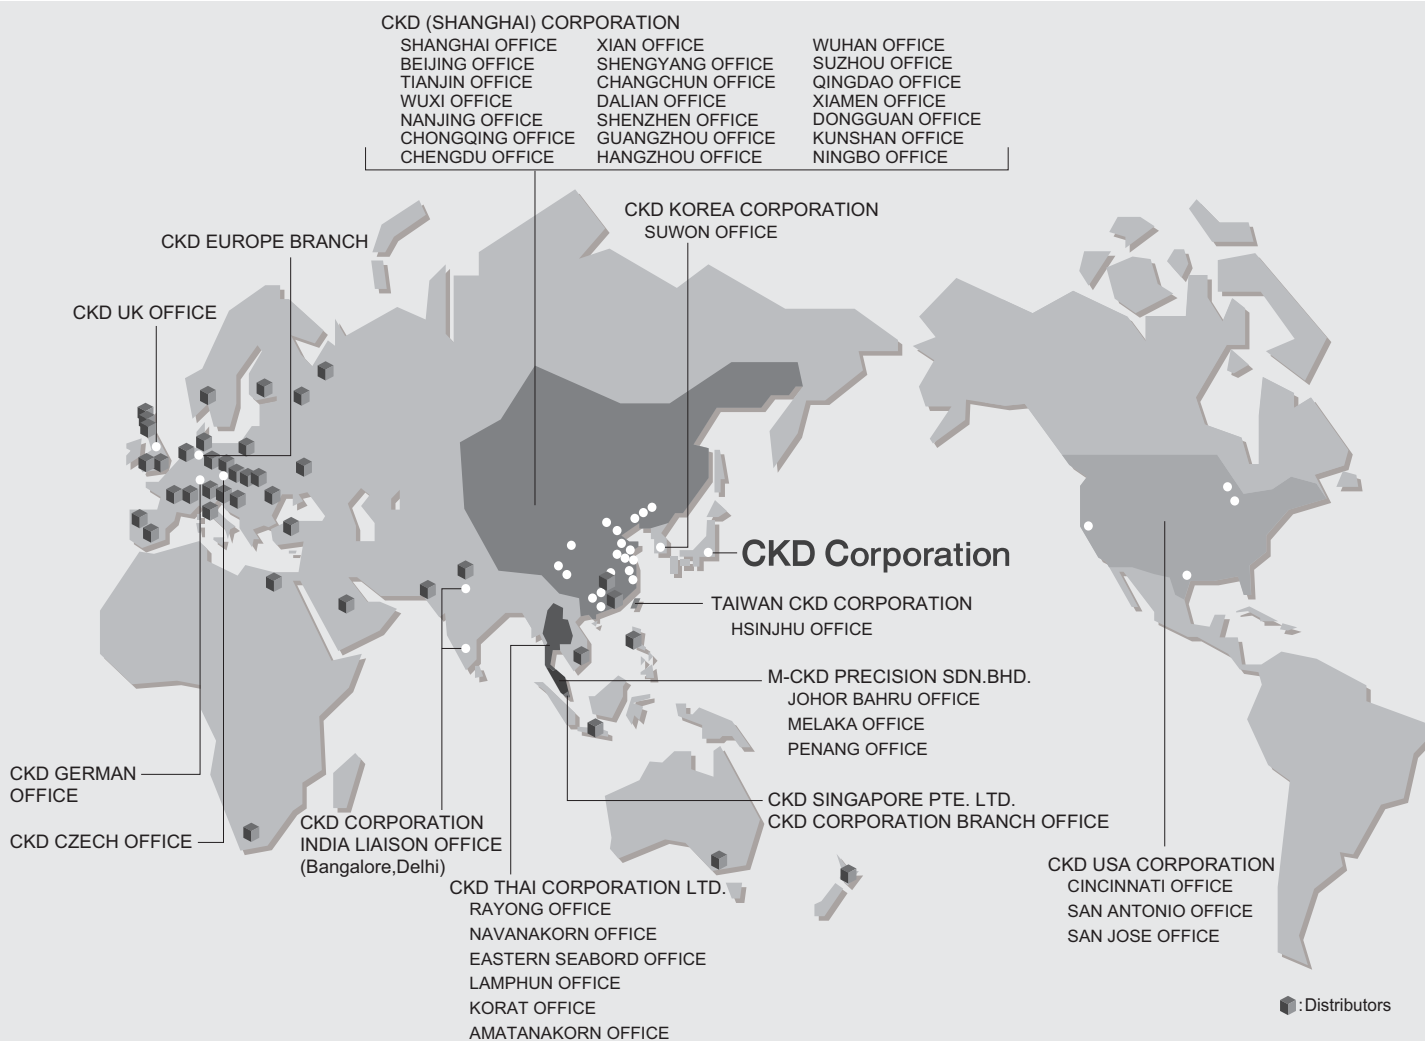 CKD (SHANGHAI) CORPORATION
SHANGHAI OFFICE XIAN OFFICE WUHAN OFFICE
BEIJING OFFICE SHENGYANG OFFICE SUZHOU OFFICE
TIANJIN OFFICE CHANGCHUN OFFICE QINGDAO OFFICE
WUXI OFFICE DALIAN OFFICE XIAMEN OFFICE
NANJING OFFICE SHENZHEN OFFICE DONGGUAN OFFICE
CHONGQING OFFICE GUANGZHOU OFFICE KUNSHAN OFFICE
CHENGDU OFFICE HANGZHOU OFFICE NINGBO OFFICE
CKD KOREA CORPORATION
SUWON OFFICE
CKD EUROPE BRANCH
CKD UK OFFICE
CKD Corporation
TAIWAN CKD CORPORATION
HSINJHU OFFICE
M-CKD PRECISION SDN.BHD.
JOHOR BAHRU OFFICE
MELAKA OFFICE
PENANG OFFICE
CKD GERMAN
OFFICE
CKD CZECH OFFICE
CKD CORPORATION
INDIA LIAISON OFFICE
(Bangalore,Delhi)
CKD SINGAPORE PTE. LTD.
CKD CORPORATION BRANCH OFFICE
CKD THAI CORPORATION LTD.
RAYONG OFFICE
NAVANAKORN OFFICE
EASTERN SEABORD OFFICE
LAMPHUN OFFICE
KORAT OFFICE
AMATANAKORN OFFICE
CKD USA CORPORATION
CINCINNATI OFFICE
SAN ANTONIO OFFICE
SAN JOSE OFFICE
:Distributors